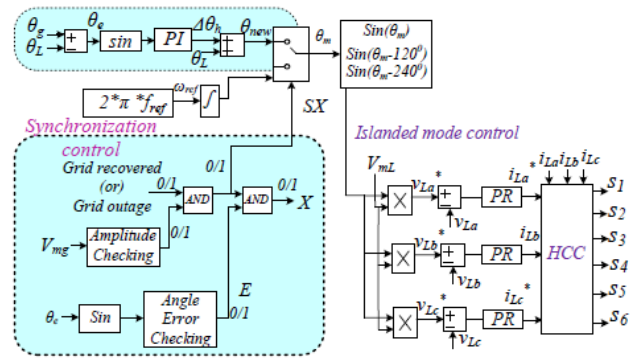 θg
θL
θe
sin
PI
Δθh
θL
θnew
θm
Sin(θm)
Sin(θm-120⁰)
Sin(θm-240⁰)
2*π *fref
ωref
∫
SX
Synchronization
control
Islanded mode control
Grid recovered
(or)
Grid outage
0/1
0/1
AND
AND
0/1
X
Vmg
Amplitude
Checking
0/1
E
0/1
θe
Sin
Angle
Error
Checking
VmL
vLa*
vLa
PR
iLa*
iLa iLb iLc
vLb*
vLb
PR
iLb
vLc*
vLc
PR
iLc*
HCC
S1
S2
S3
S4
S5
S6